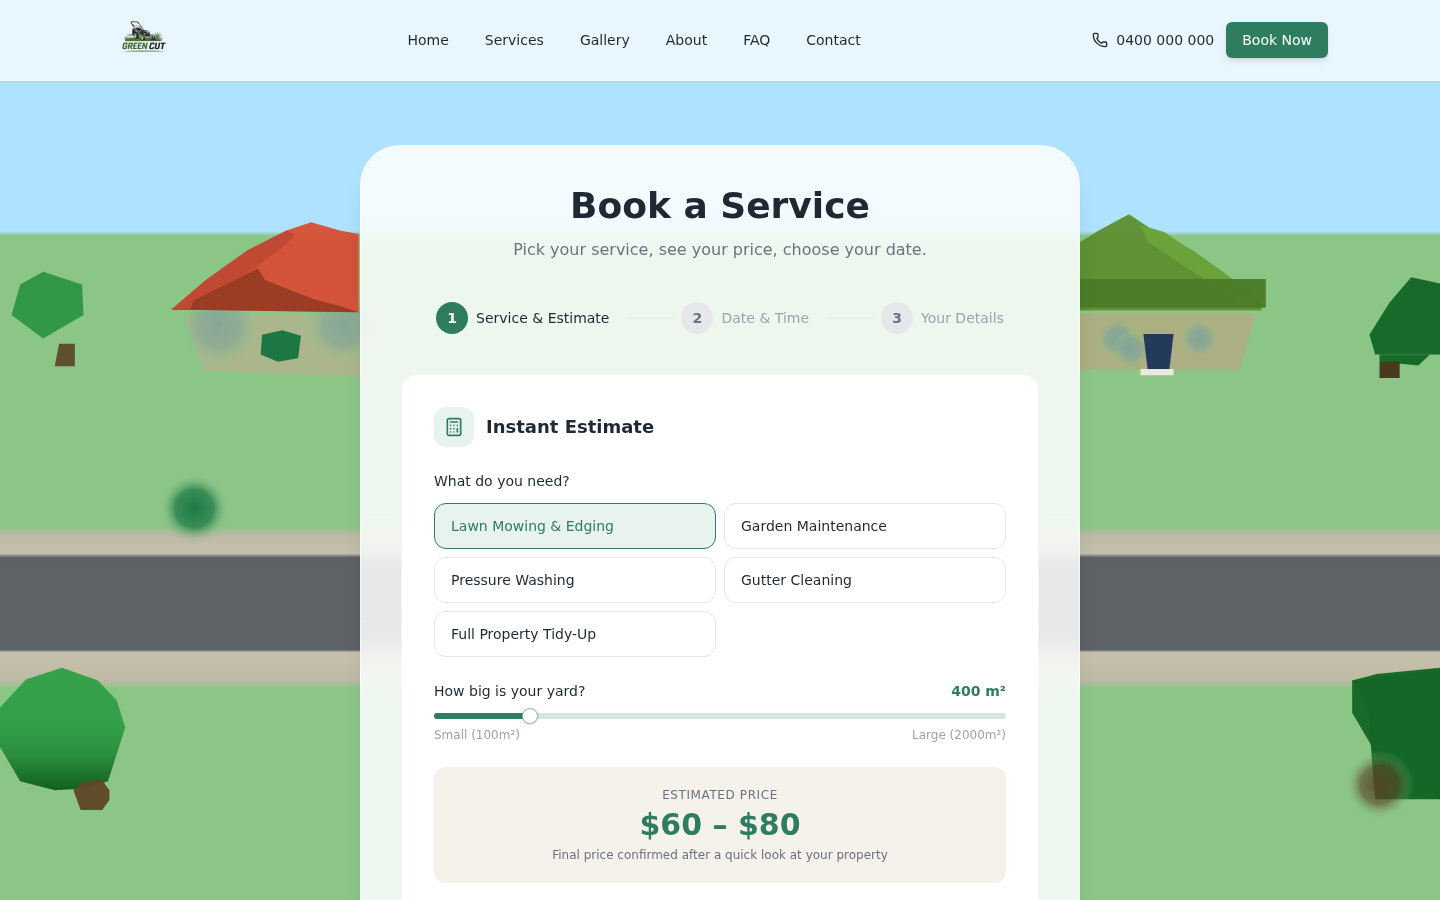 GREEN CUT
Home Services Gallery About FAQ Contact
0400 000 000
Book Now
Book a Service
Pick your service, see your price, choose your date.
1 Service & Estimate 2 Date & Time 3 Your Details
Instant Estimate
What do you need?
Lawn Mowing & Edging Garden Maintenance
Pressure Washing Gutter Cleaning
Full Property Tidy-Up
How big is your yard? 400 m²
Small (100m²) Large (2000m²)
ESTIMATED PRICE
$60 – $80
Final price confirmed after a quick look at your property